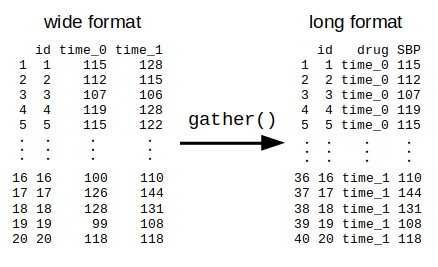 wide format
id time_0 time_1
1 1 115 128
2 2 112 115
3 3 107 106
4 4 119 128
5 5 115 122
. . . .
. . . .
. . . .
16 16 100 110
17 17 126 144
18 18 128 131
19 19 99 108
20 20 118 118
gather()
long format
id drug SBP
1 1 time_0 115
2 2 time_0 112
3 3 time_0 107
4 4 time_0 119
5 5 time_0 115
. . . .
. . . .
. . . .
36 16 time_1 110
37 17 time_1 144
38 18 time_1 131
39 19 time_1 108
40 20 time_1 118